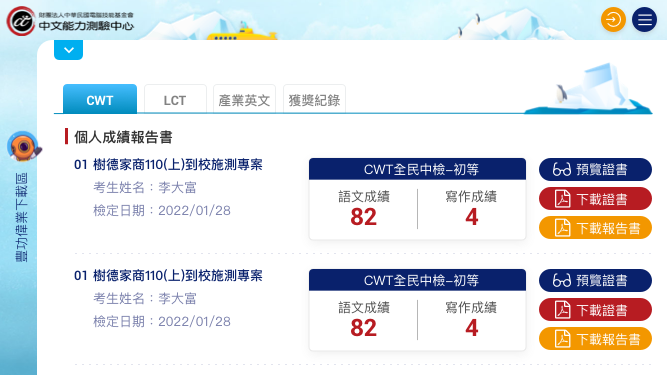 財團法人中華民國電腦技能基金會
中文能力測驗中心
CWT
LCT
產業英文
獲獎紀錄
豐功偉業下載區
個人成績報告書
01 樹德家商110(上)到校施測專案
考生姓名：李大富
檢定日期：2022/01/28
CWT全民中檢-初等
語文成績
82
寫作成績
4
預覽證書
下載證書
下載報告書
01 樹德家商110(上)到校施測專案
考生姓名：李大富
檢定日期：2022/01/28
CWT全民中檢-初等
語文成績
82
寫作成績
4
預覽證書
下載證書
下載報告書